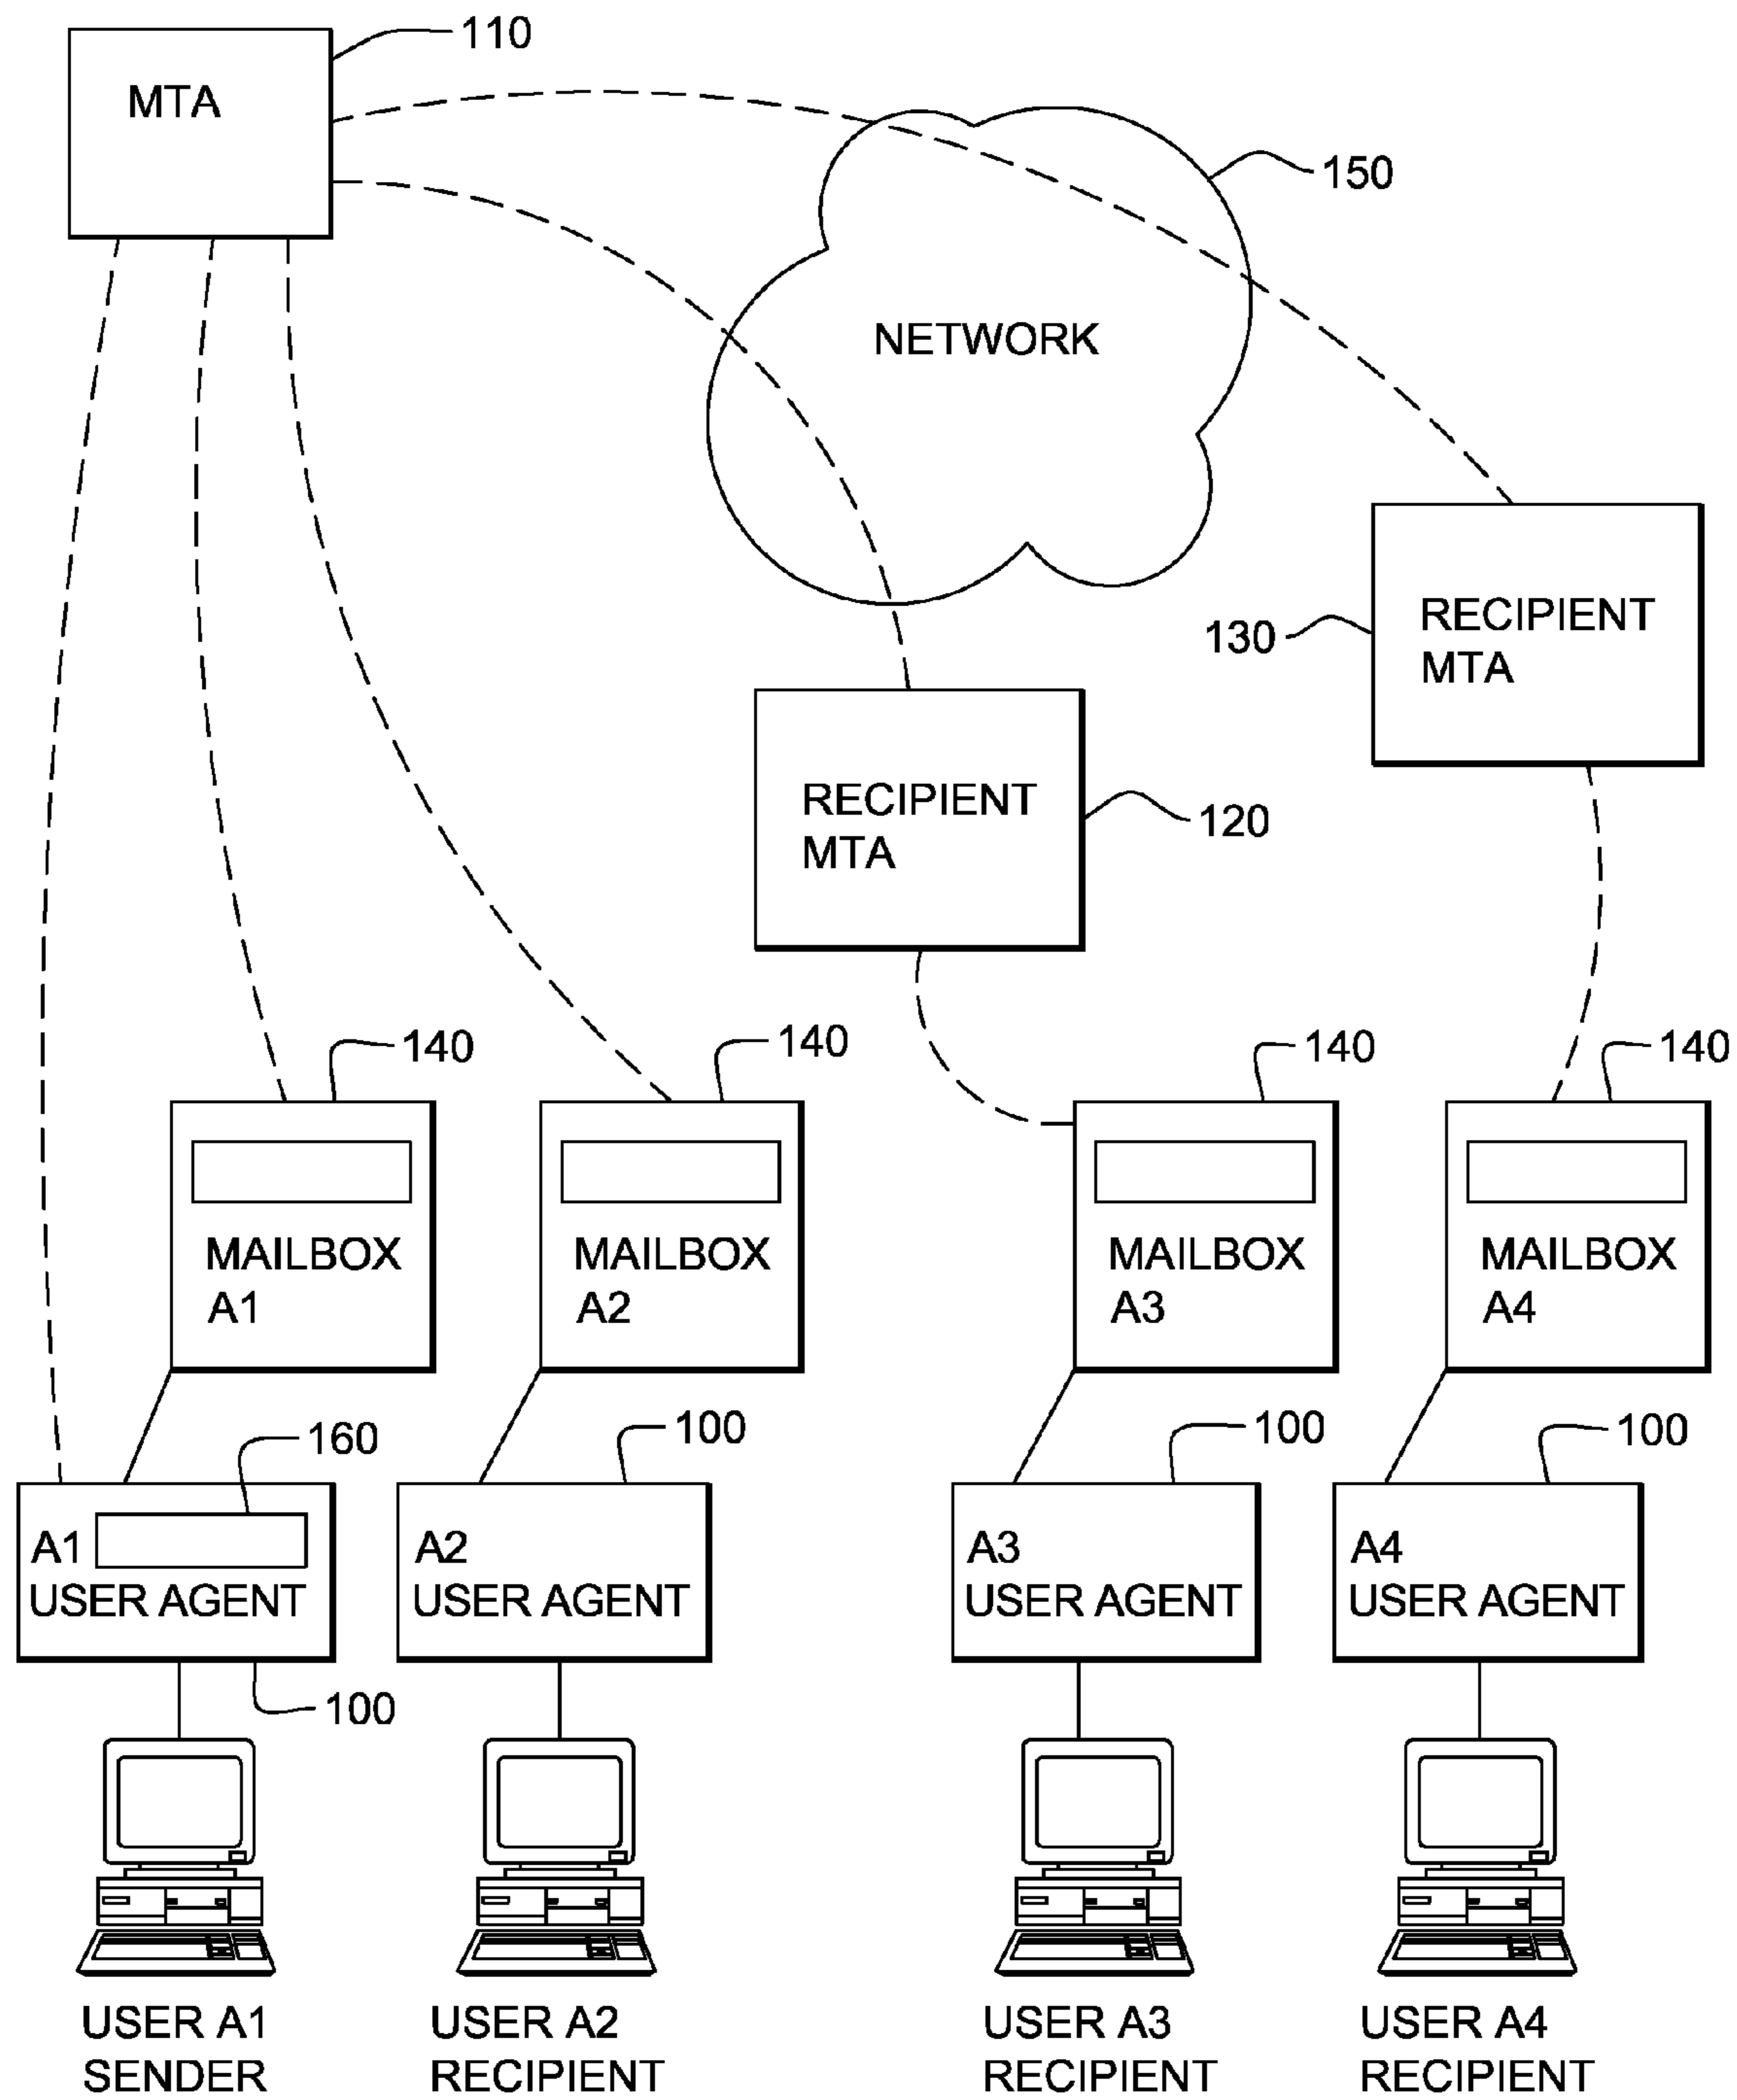 110
MTA
150
NETWORK
130
RECIPIENT
MTA
RECIPIENT
MTA
120
140
140
140
140
MAILBOX
A1
MAILBOX
A2
MAILBOX
A3
MAILBOX
A4
160
100
100
100
A1
USER AGENT
A2
USER AGENT
A3
USER AGENT
A4
USER AGENT
100
USER A1
SENDER
USER A2
RECIPIENT
USER A3
RECIPIENT
USER A4
RECIPIENT